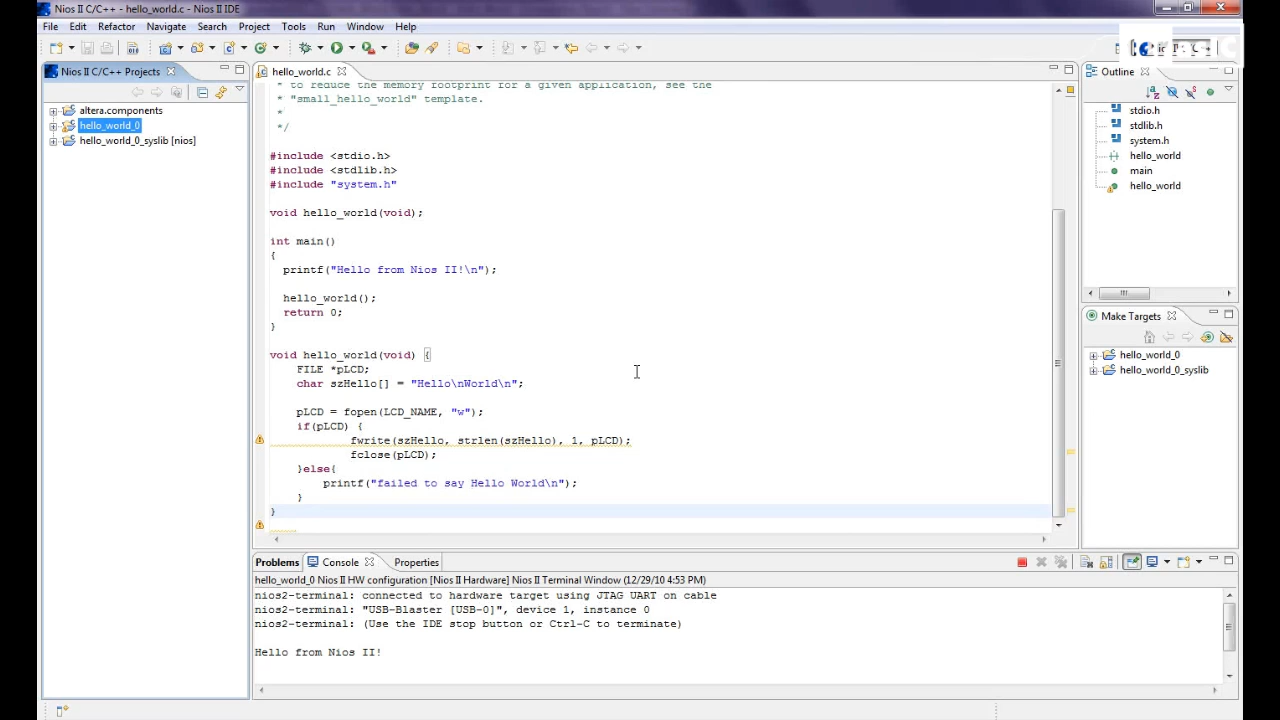 Nios II C/C++ - hello_world.c - Nios II IDE
File Edit Refactor Navigate Search Project Tools Run Window Help
Nios II C/C++ Projects
altera.components
hello_world_0
hello_world_0_syslib [nios]
hello_world.c
* to reduce the memory footprint for a given application, see the
* "small_hello_world" template.
*
*/
#include <stdio.h>
#include <stdlib.h>
#include "system.h"
void hello_world(void);
int main()
{
printf("Hello from Nios II!\n");
hello_world();
return 0;
}
void hello_world(void) {
FILE *pLCD;
char szHello[] = "Hello\nWorld\n";
pLCD = fopen(LCD_NAME, "w");
if(pLCD) {
fwrite(szHello, strlen(szHello), 1, pLCD);
fclose(pLCD);
}else{
printf("failed to say Hello World\n");
}
}
Outline
stdio.h
stdlib.h
system.h
hello_world
main
hello_world
Make Targets
hello_world_0
hello_world_0_syslib
Problems Console Properties
hello_world_0 Nios II HW configuration [Nios II Hardware] Nios II Terminal Window (12/29/10 4:53 PM)
nios2-terminal: connected to hardware target using JTAG UART on cable
nios2-terminal: "USB-Blaster [USB-0]", device 1, instance 0
nios2-terminal: (Use the IDE stop button or Ctrl-C to terminate)
Hello from Nios II!